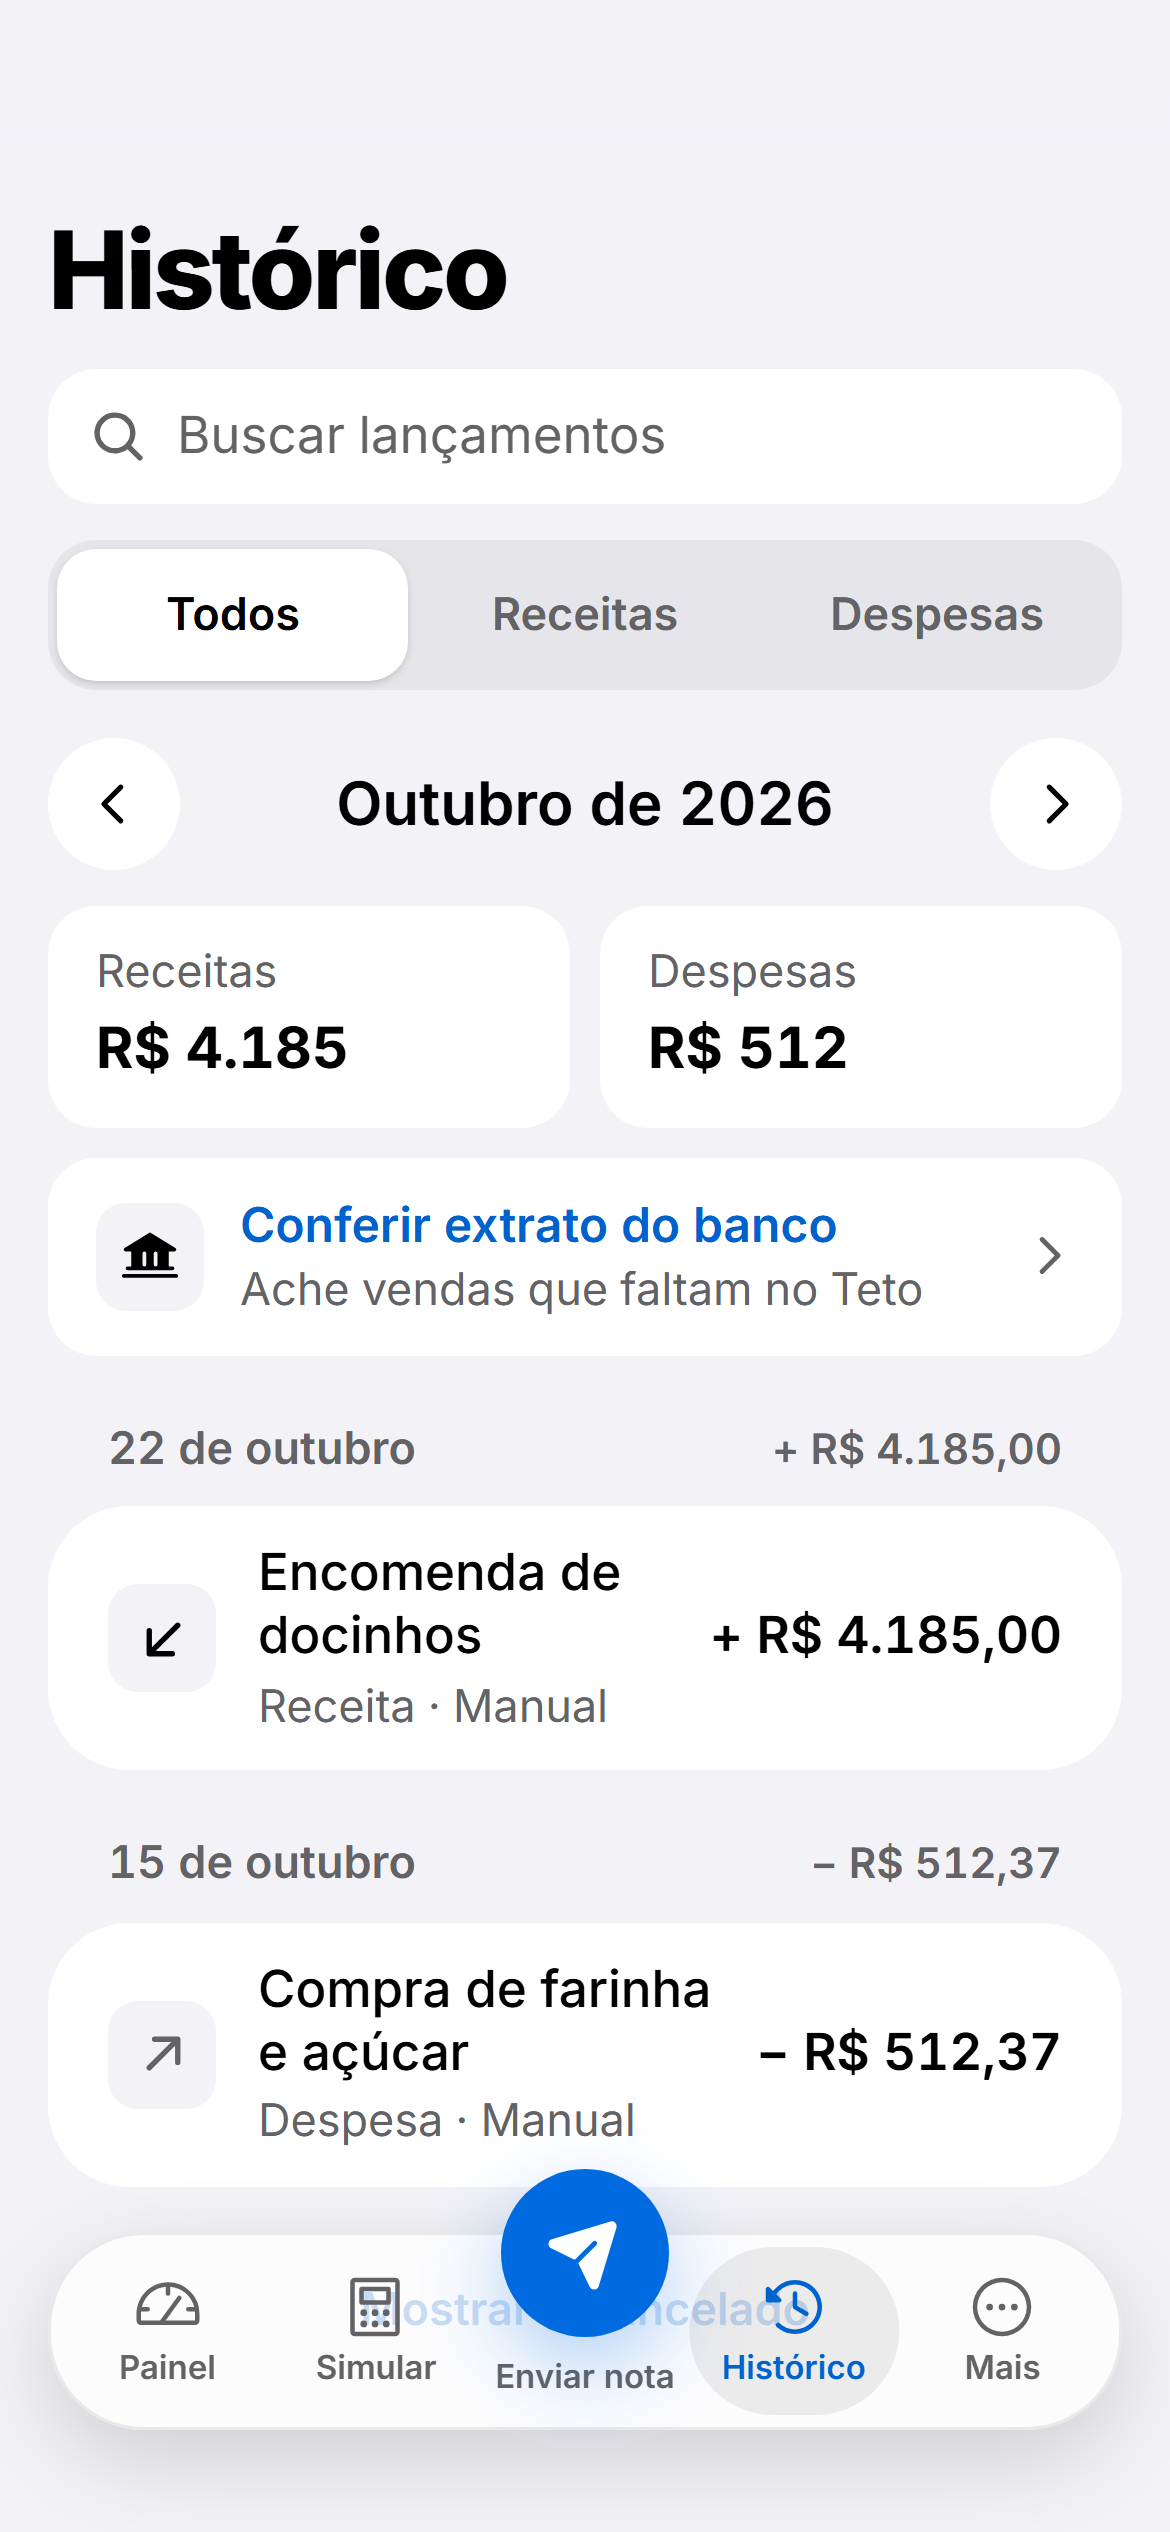 Histórico
Buscar lançamentos
Todos
Receitas
Despesas
Outubro de 2026
Receitas
R$ 4.185
Despesas
R$ 512
Conferir extrato do banco
Ache vendas que faltam no Teto
22 de outubro
+ R$ 4.185,00
Encomenda de
docinhos
+ R$ 4.185,00
Receita · Manual
15 de outubro
– R$ 512,37
Compra de farinha
e açúcar
– R$ 512,37
Despesa · Manual
Painel
Simular
Enviar nota
Histórico
Mais